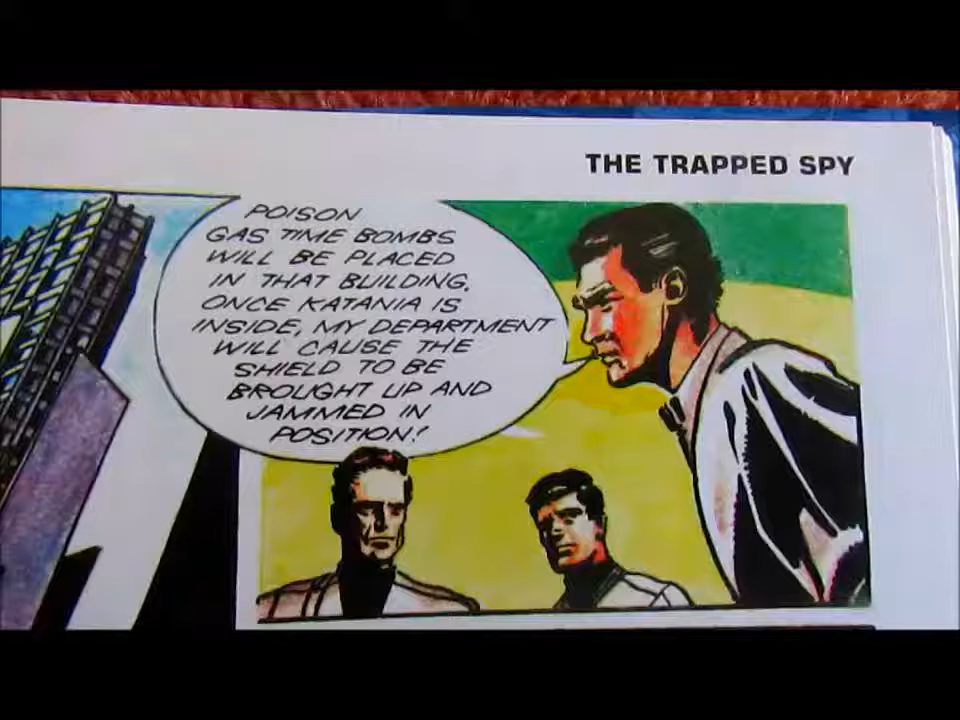 THE TRAPPED SPY
POISON
GAS TIME BOMBS
WILL BE PLACED
IN THAT BUILDING.
ONCE KATANIA IS
INSIDE, MY DEPARTMENT
WILL CAUSE THE
SHIELD TO BE
BROUGHT UP AND
JAMMED IN
POSITION!